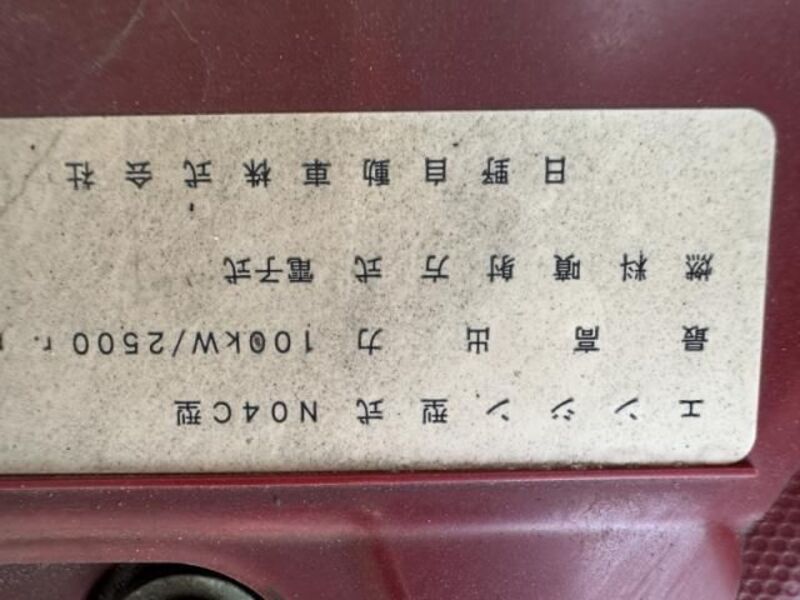 エンジン型式 N04C型
最高出力 100kW/2500r.
燃料噴射方式 電子式
日野自動車株式会社